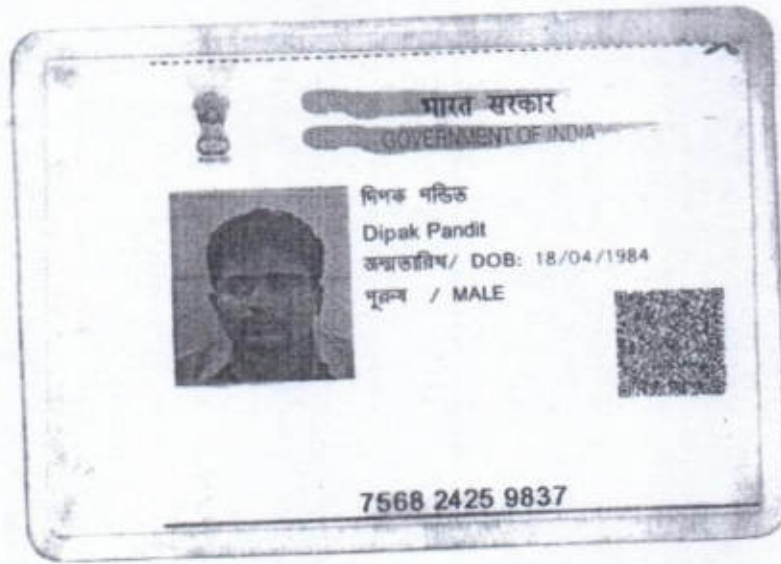 भारत सरकार
GOVERNMENT OF INDIA
দিপক পন্ডিত
Dipak Pandit
জন্মতারিখ/ DOB: 18/04/1984
পুরুষ / MALE
7568 2425 9837